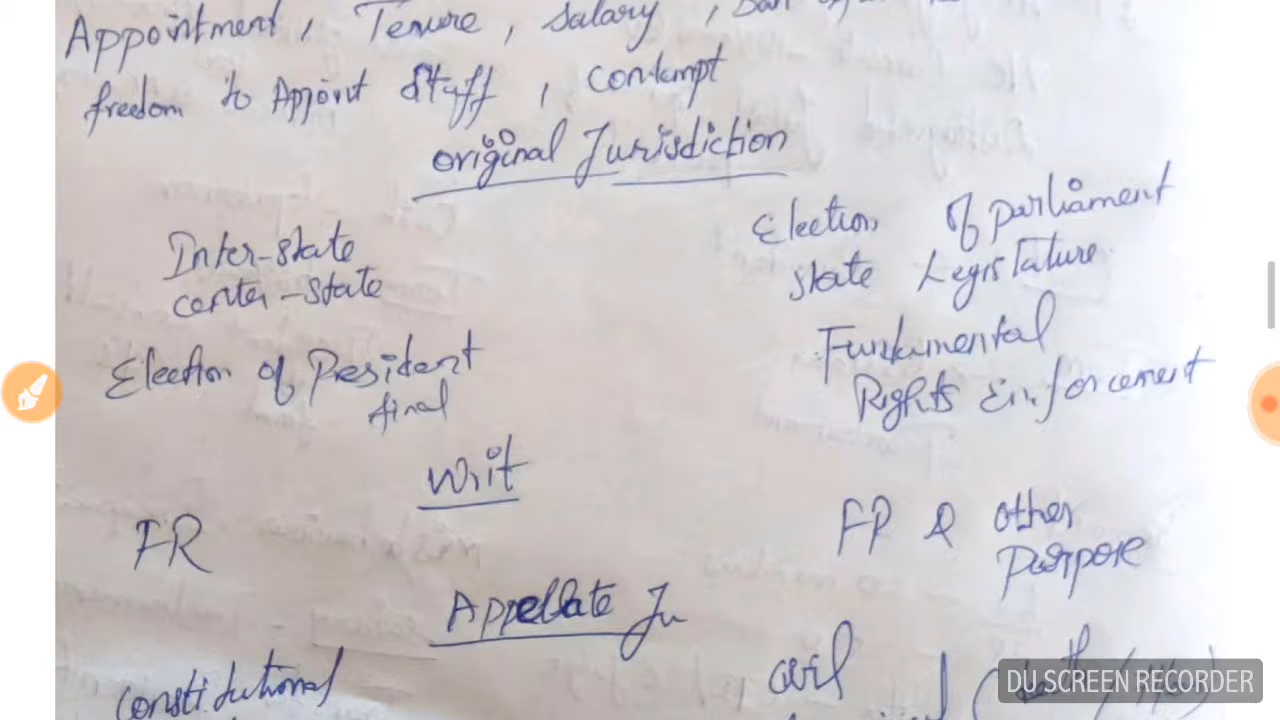 Appointment, Tenure, Salary,
freedom to Appoint Staff, contempt
original Jurisdiction
Inter-state
center-state
Election of President
final
Election of parliament
state Legislature
Fundamental
Rights Enforcement
Writ
FR
FR & other
Purpose
Appellate Ju
constitutional
civil
DU SCREEN RECORDER